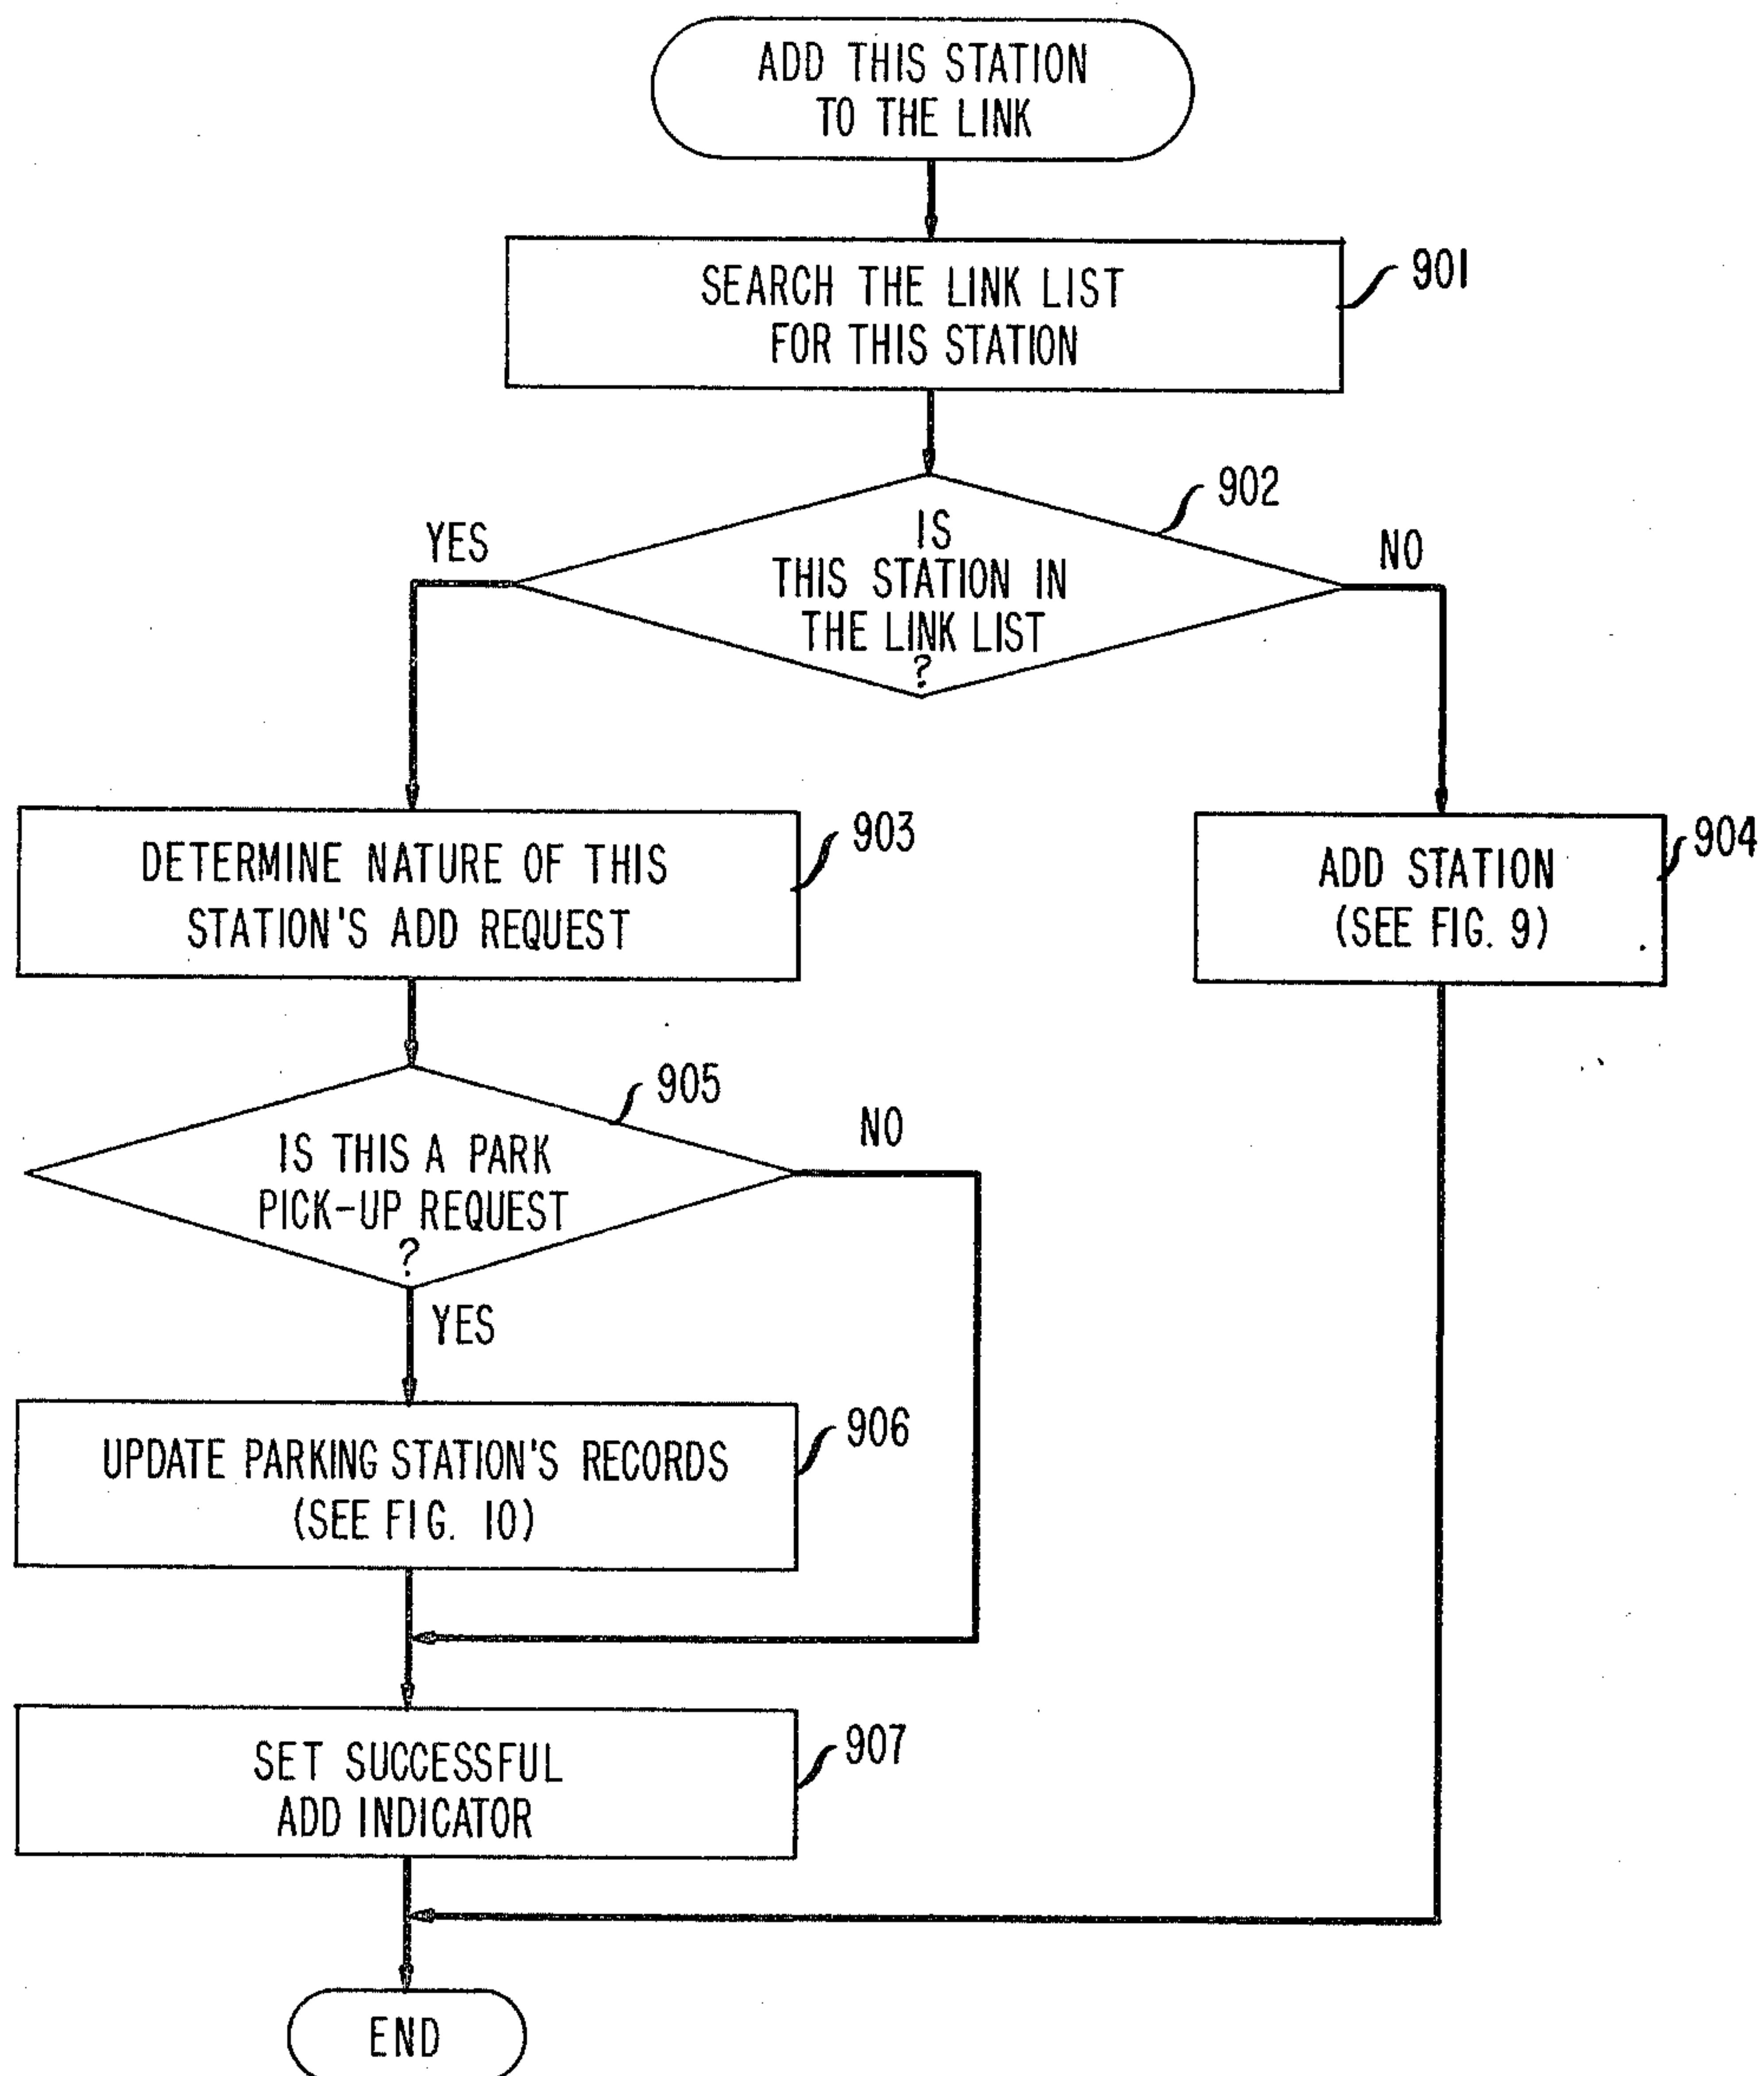 ADD THIS STATION
TO THE LINK
SEARCH THE LINK LIST
FOR THIS STATION
901
902
IS
THIS STATION IN
THE LINK LIST
?
YES
NO
DETERMINE NATURE OF THIS
STATION'S ADD REQUEST
903
ADD STATION
(SEE FIG. 9)
904
905
IS THIS A PARK
PICK-UP REQUEST
?
NO
YES
UPDATE PARKING STATION'S RECORDS
(SEE FIG. 10)
906
SET SUCCESSFUL
ADD INDICATOR
907
END